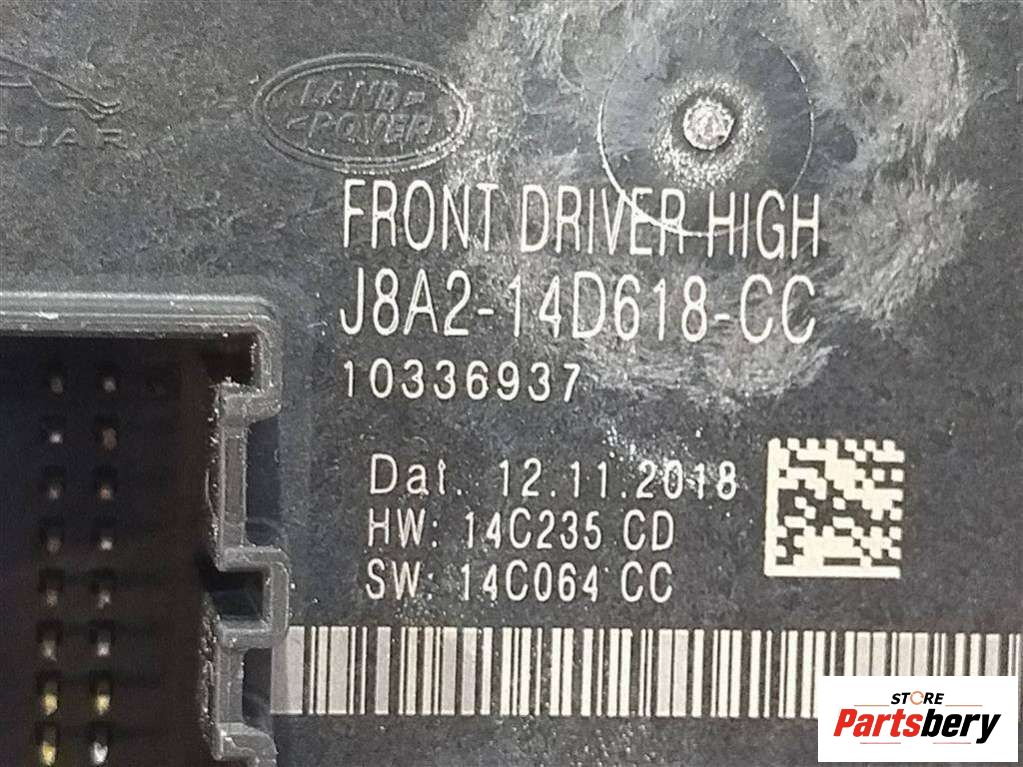 LAND-
ROVER
GUAR
FRONT DRIVER HIGH
J8A2-14D618-CC
10336937
Dat. 12.11.2018
HW: 14C235 CD
SW: 14C064 CC
STORE
Partsbery